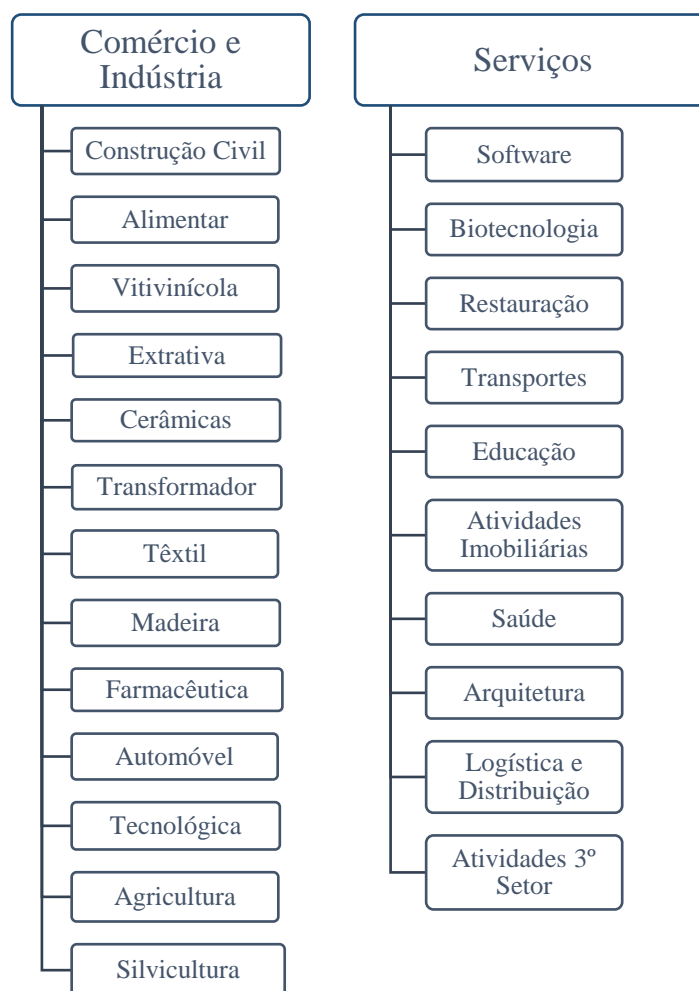 Comércio e
Indústria
Construção Civil
Alimentar
Vitivinícola
Extrativa
Cerâmicas
Transformador
Têxtil
Madeira
Farmacêutica
Automóvel
Tecnológica
Agricultura
Silvicultura
Serviços
Software
Biotecnologia
Restauração
Transportes
Educação
Atividades
Imobiliárias
Saúde
Arquitetura
Logística e
Distribuição
Atividades 3º
Setor